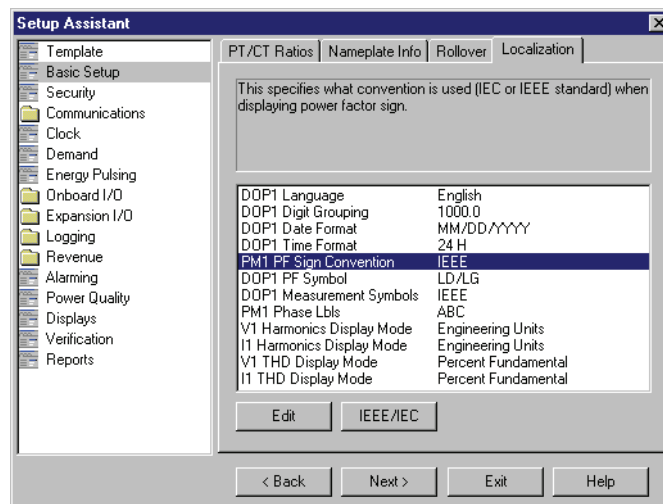 Setup Assistant
Template
Basic Setup
Security
Communications
Clock
Demand
Energy Pulsing
Onboard I/O
Expansion I/O
Logging
Revenue
Alarming
Power Quality
Displays
Verification
Reports
PT/CT Ratios Nameplate Info Rollover Localization
This specifies what convention is used (IEC or IEEE standard) when
displaying power factor sign.
DOP1 Language English
DOP1 Digit Grouping 1000.0
DOP1 Date Format MM/DD/YYYY
DOP1 Time Format 24 H
PM1 PF Sign Convention IEEE
DOP1 PF Symbol LD/LG
DOP1 Measurement Symbols IEEE
PM1 Phase Lbls ABC
V1 Harmonics Display Mode Engineering Units
I1 Harmonics Display Mode Engineering Units
V1 THD Display Mode Percent Fundamental
I1 THD Display Mode Percent Fundamental
Edit IEEE/IEC
< Back Next > Exit Help